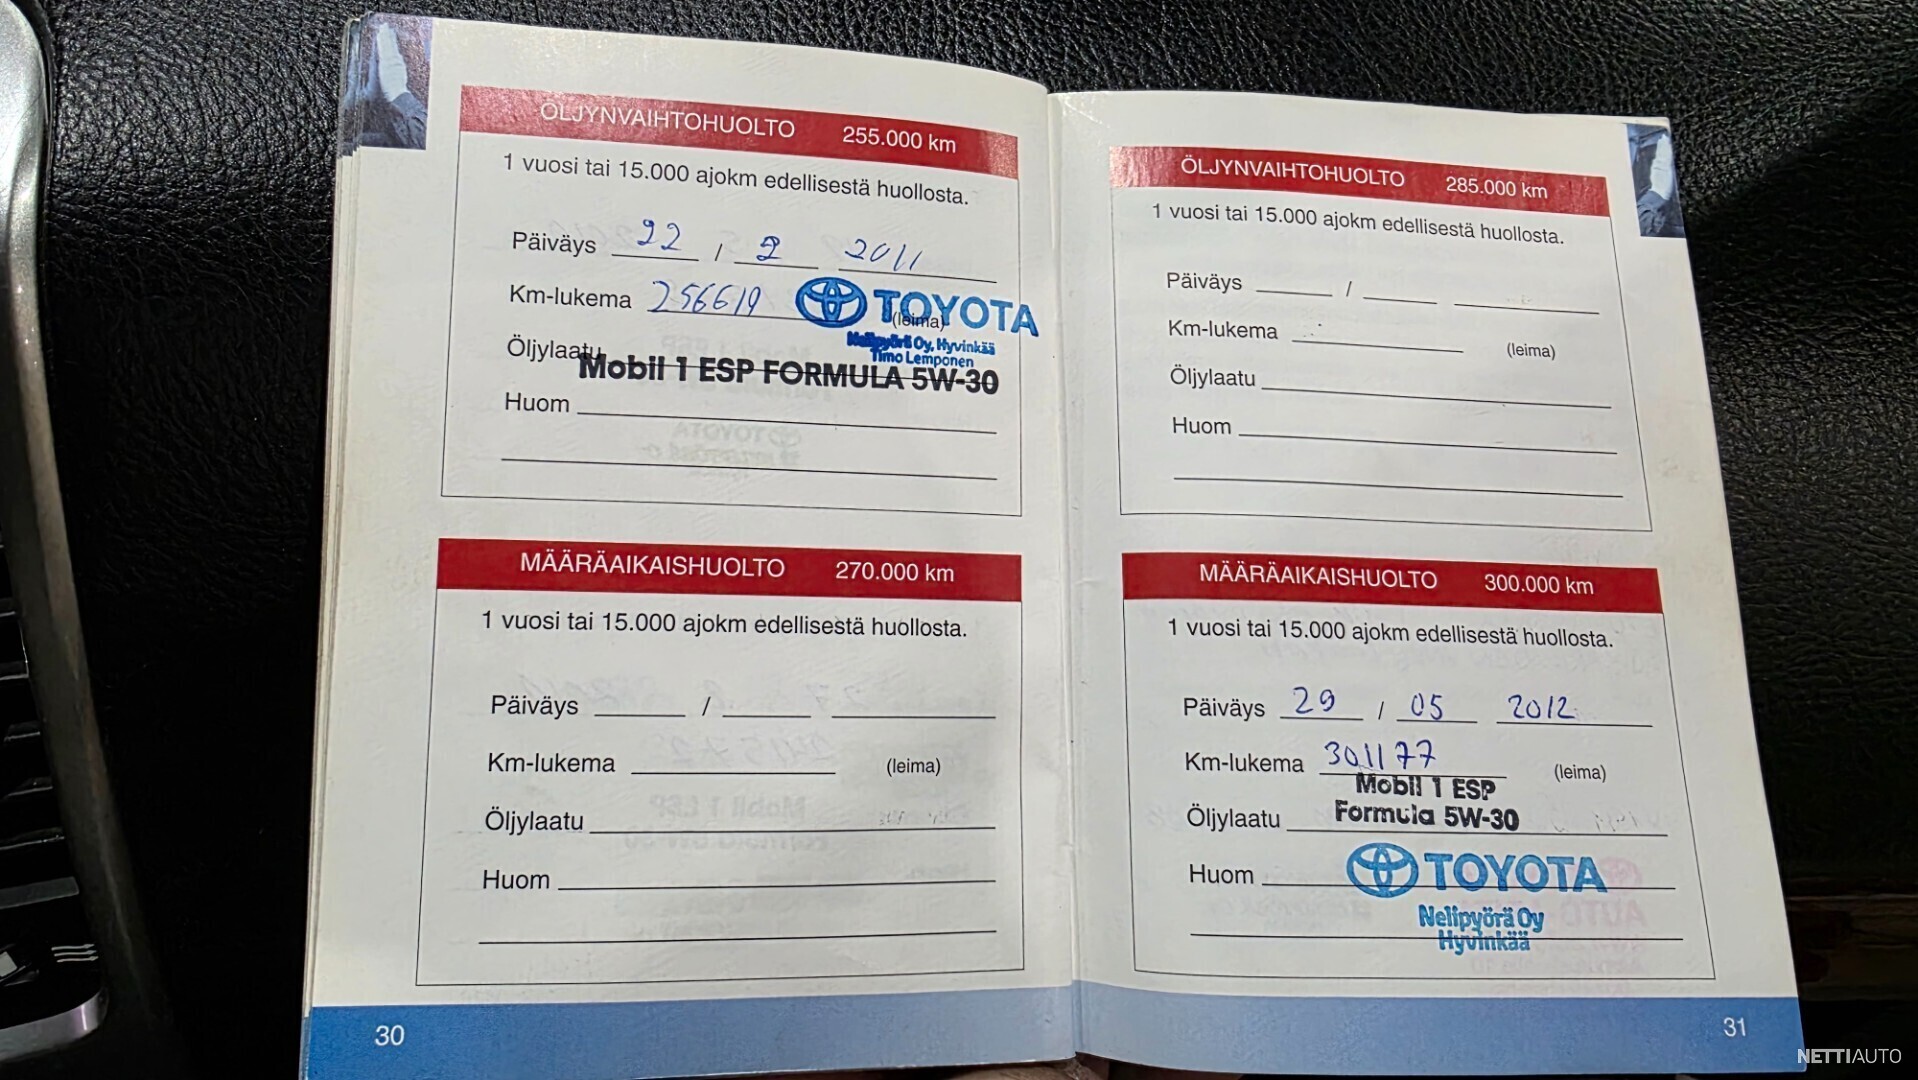 ÖLJYNVAIHTOHUOLTO 255.000 km
1 vuosi tai 15.000 ajokm edellisestä huollosta.
Päiväys 22 / 2 2011
Km-lukema 256619 TOYOTA
(leima)
Nelipyörä Oy, Hyvinkää
Timo Lemponen
Öljylaatu
Mobil 1 ESP FORMULA 5W-30
Huom
MÄÄRÄAIKAISHUOLTO 270.000 km
1 vuosi tai 15.000 ajokm edellisestä huollosta.
Päiväys /
Km-lukema (leima)
Öljylaatu
Huom
30
ÖLJYNVAIHTOHUOLTO 285.000 km
1 vuosi tai 15.000 ajokm edellisestä huollosta.
Päiväys /
Km-lukema (leima)
Öljylaatu
Huom
MÄÄRÄAIKAISHUOLTO 300.000 km
1 vuosi tai 15.000 ajokm edellisestä huollosta.
Päiväys 29 / 05 2012
Km-lukema 301177 (leima)
Mobil 1 ESP
Formula 5W-30
Öljylaatu
Huom TOYOTA
Nelipyörä Oy
Hyvinkää
31
NETTIAUTO